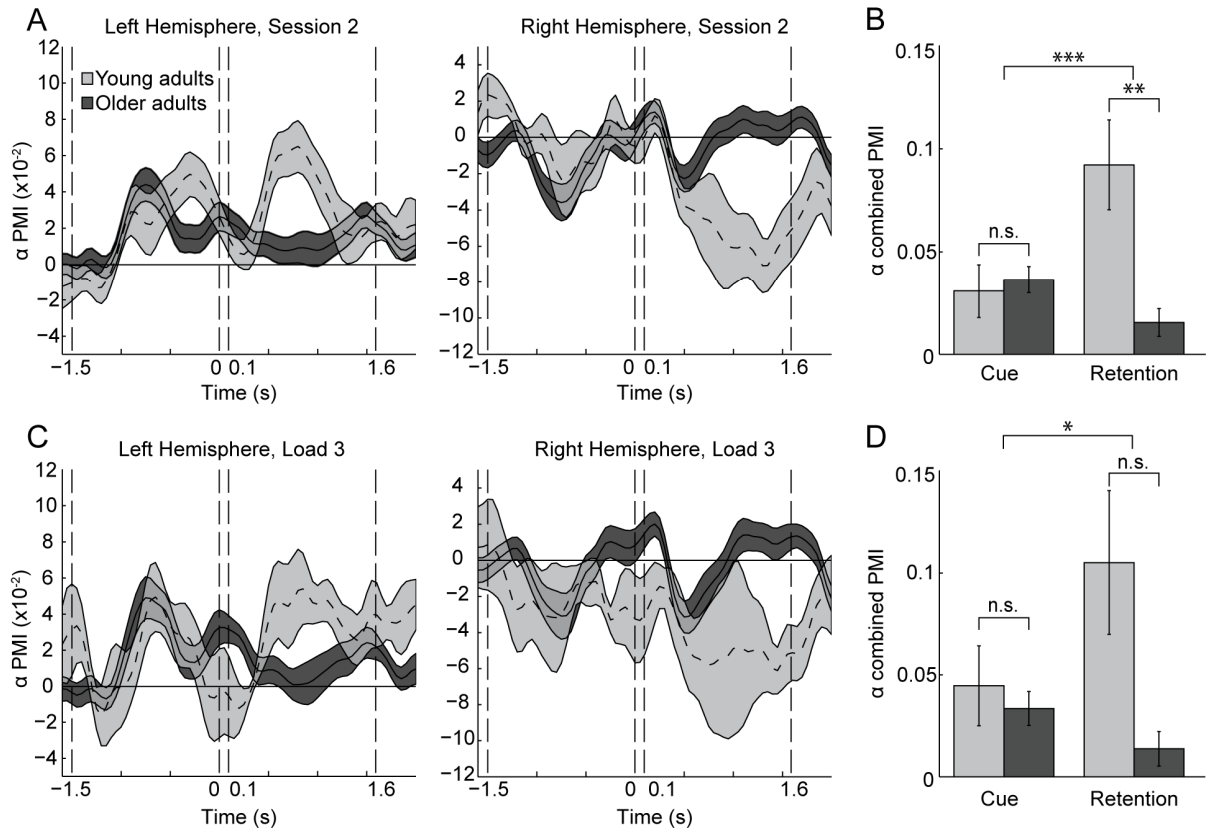 A
Left Hemisphere, Session 2
12
10
8
6
4
2
0
−2
−4
α PMI (x10⁻²)
Young adults
Older adults
−1.5 0 0.1 1.6
Time (s)
Right Hemisphere, Session 2
4
2
0
−2
−4
−6
−8
−10
−12
−1.5 0 0.1 1.6
Time (s)
B
0.15
0.1
0.05
0
α combined PMI
***
**
n.s.
Cue Retention
C
Left Hemisphere, Load 3
12
10
8
6
4
2
0
−2
−4
α PMI (x10⁻²)
−1.5 0 0.1 1.6
Time (s)
Right Hemisphere, Load 3
4
2
0
−2
−4
−6
−8
−10
−12
−1.5 0 0.1 1.6
Time (s)
D
0.15
0.1
0.05
0
α combined PMI
*
n.s.
n.s.
Cue Retention